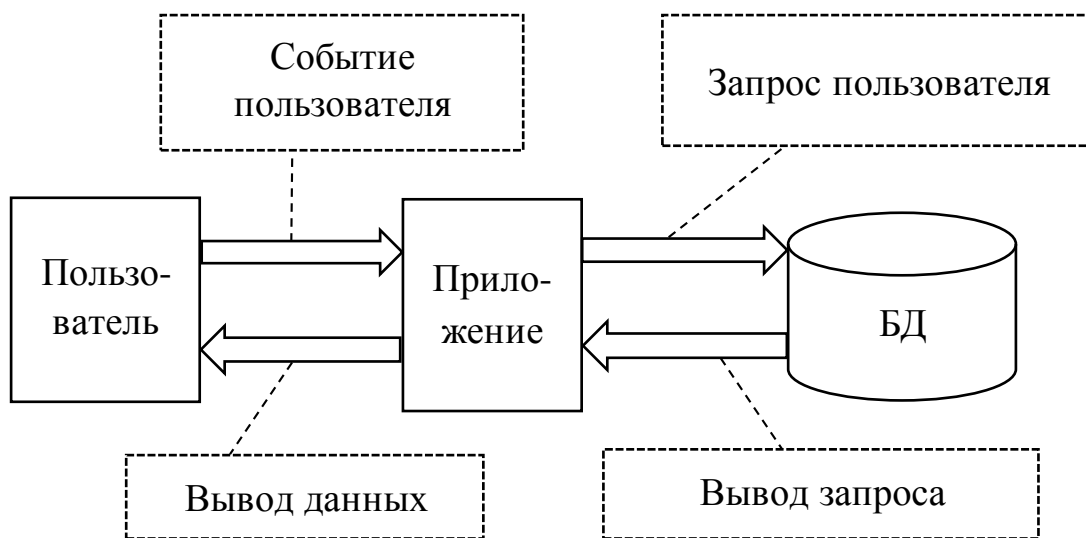 Событие
пользователя
Запрос пользователя
Пользо-
ватель
Прило-
жение
БД
Вывод данных
Вывод запроса